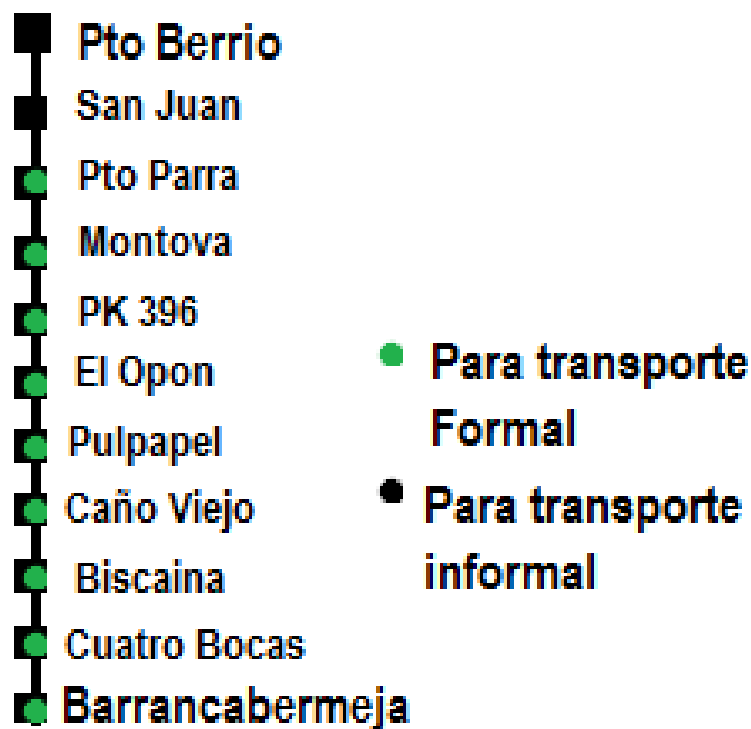 Pto Berrio
San Juan
Pto Parra
Montova
PK 396
El Opon
Pulpapel
Caño Viejo
Biscaina
Cuatro Bocas
Barrancabermeja
Para transporte
Formal
Para transporte
informal